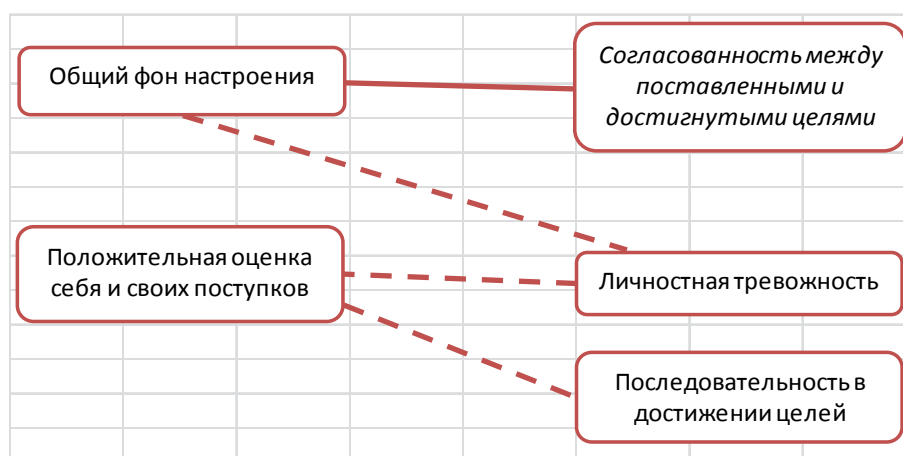 Общий фон настроения
Согласованность между
поставленными и
достигнутыми целями
Положительная оценка
себя и своих поступков
Личностная тревожность
Последовательность в
достижении целей